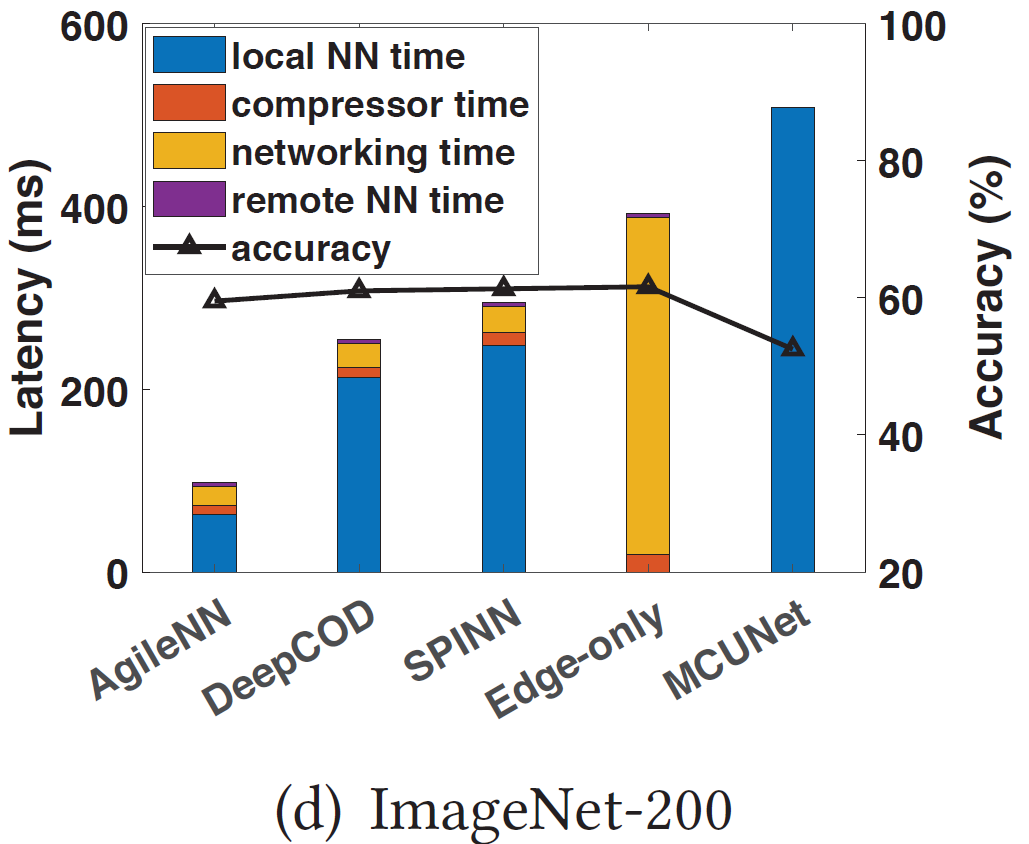 600
400
200
0
Latency (ms)
local NN time
compressor time
networking time
remote NN time
accuracy
100
80
60
40
20
Accuracy (%)
AgileNN
DeepCOD
SPINN
Edge-only
MCUNet
(d) ImageNet-200